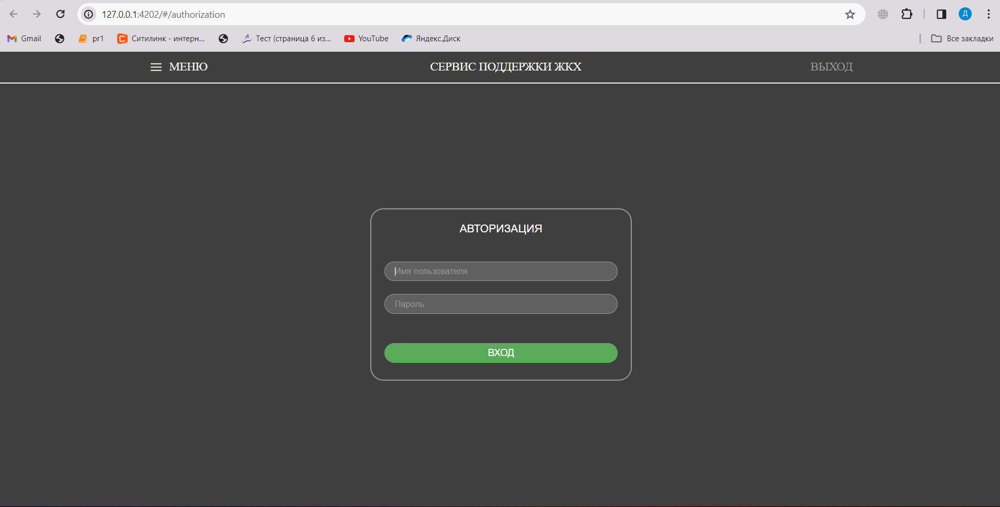 127.0.0.1:4202/#/authorization
Д
Gmail
pr1
Ситилинк - интерн...
Тест (страница 6 из...
YouTube
Яндекс.Диск
Все закладки
МЕНЮ
СЕРВИС ПОДДЕРЖКИ ЖКХ
ВЫХОД
АВТОРИЗАЦИЯ
Имя пользователя
Пароль
ВХОД